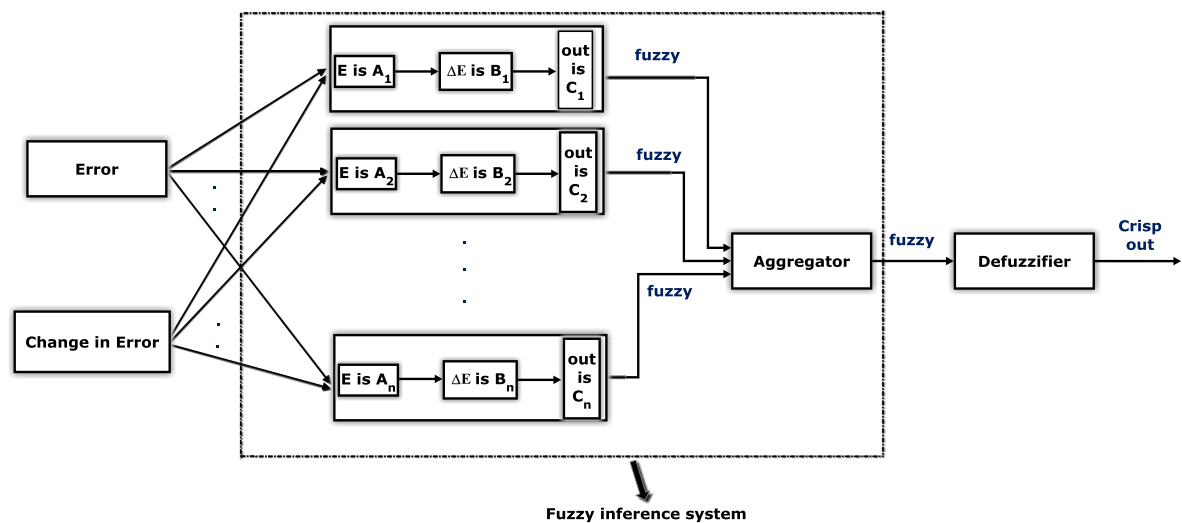 Error
Change in Error
E is A1
ΔE is B1
out
is
C1
fuzzy
E is A2
ΔE is B2
out
is
C2
fuzzy
E is An
ΔE is Bn
out
is
Cn
fuzzy
Aggregator
fuzzy
Defuzzifier
Crisp
out
Fuzzy inference system